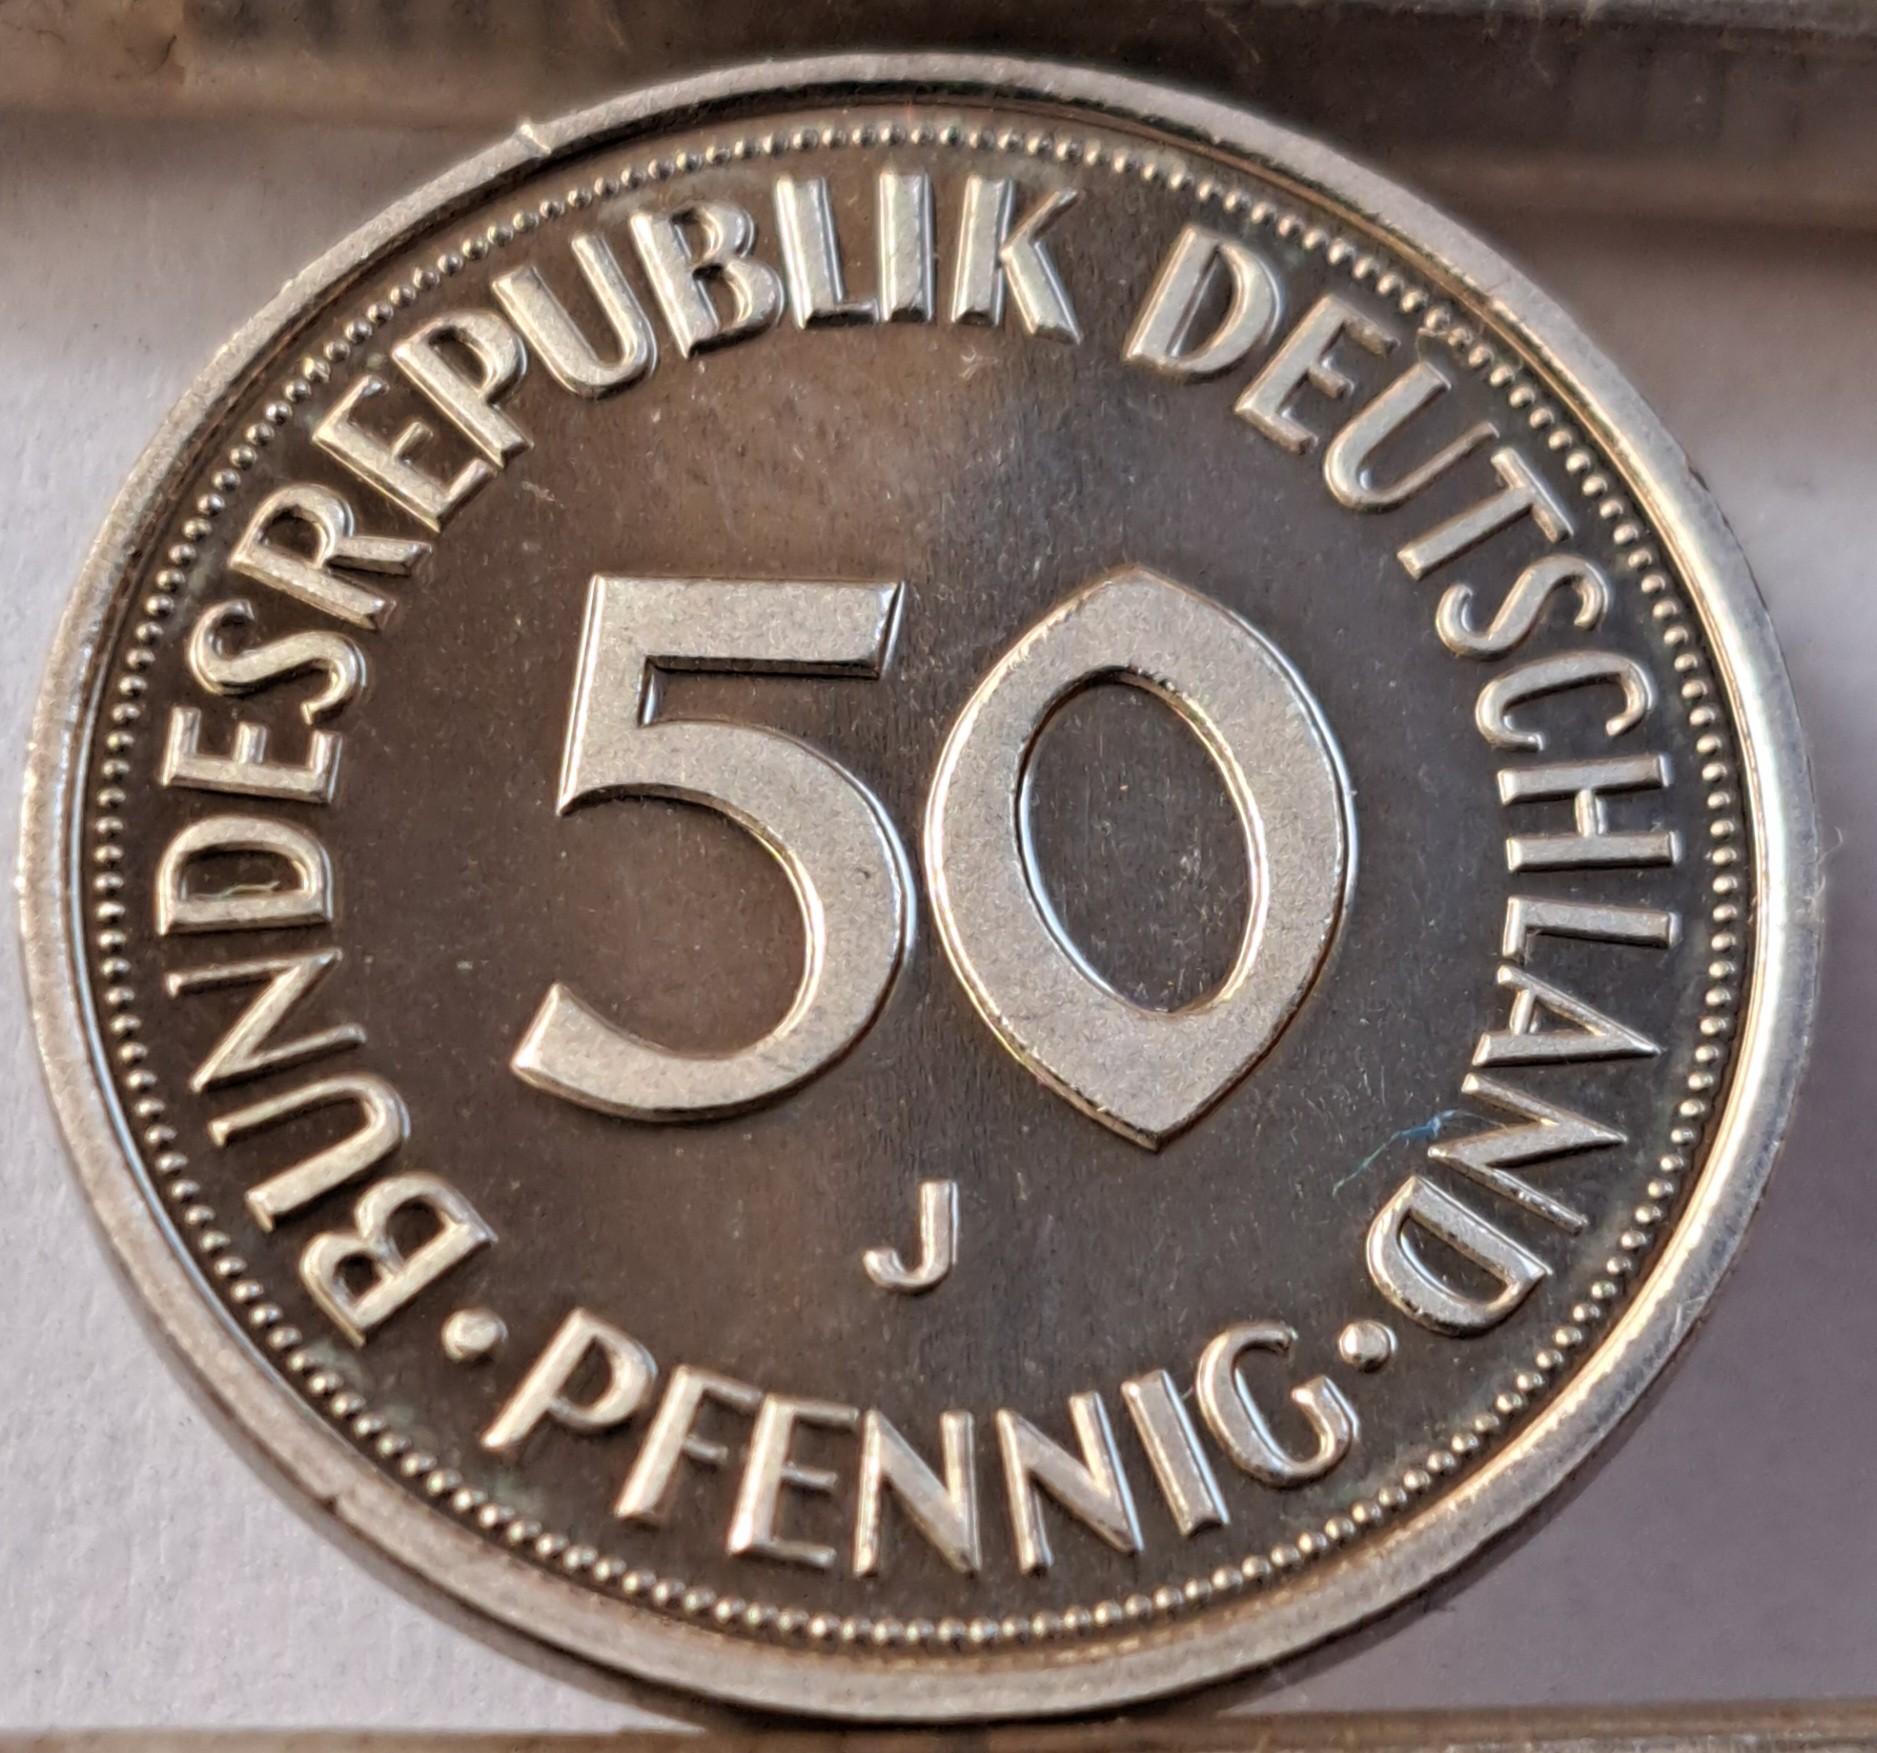 BUNDESREPUBLIK DEUTSCHLAND
50
J
· PFENNIG ·